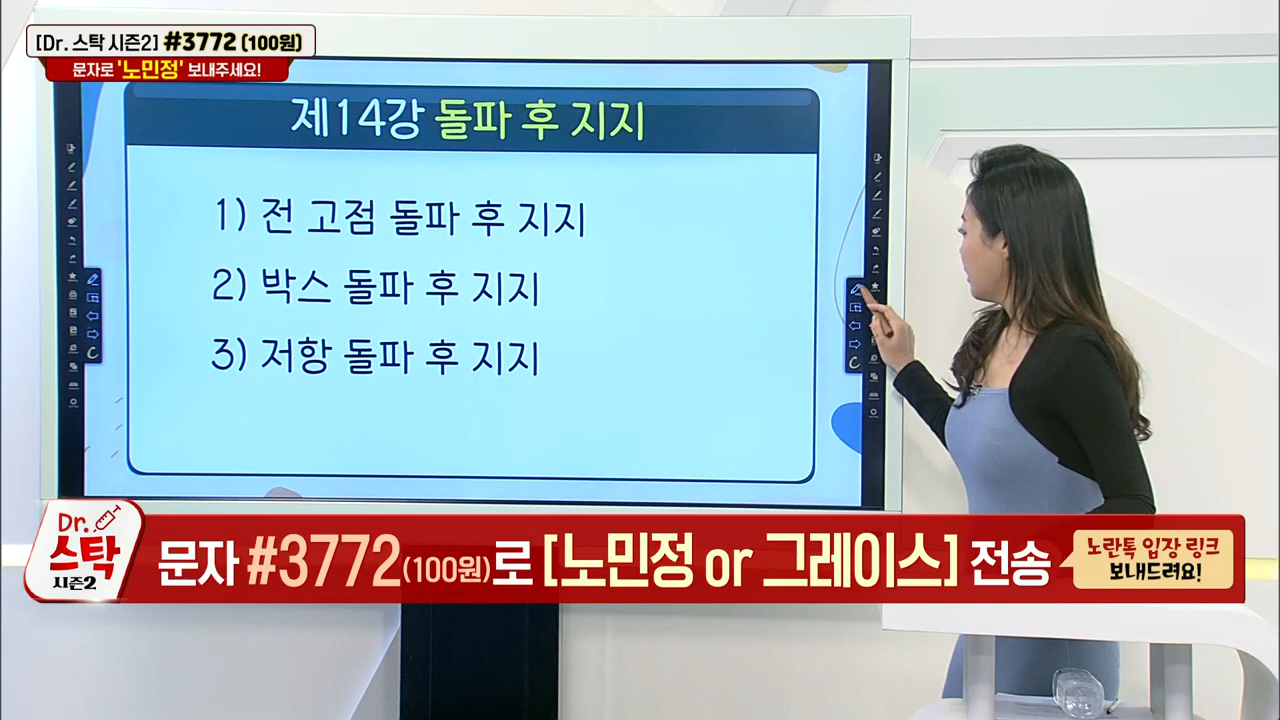 [Dr. 스탁 시즌2] #3772 (100원)
문자로 '노민정' 보내주세요!
제14강 돌파 후 지지
1) 전 고점 돌파 후 지지
2) 박스 돌파 후 지지
3) 저항 돌파 후 지지
Dr.
스탁
시즌2
문자 #3772(100원)로 [노민정 or 그레이스] 전송
노란톡 입장 링크
보내드려요!